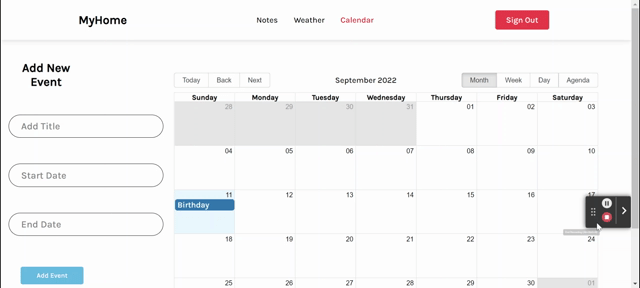 MyHome
Notes Weather Calendar
Sign Out
Add New
Event
Add Title
Start Date
End Date
Add Event
Today Back Next
September 2022
Month Week Day Agenda
Sunday Monday Tuesday Wednesday Thursday Friday Saturday
28 29 30 31 01 02 03
04 05 06 07 08 09 10
11 12 13 14 15 16 17
Birthday
18 19 20 21 22 23 24
25 26 27 28 29 30 01